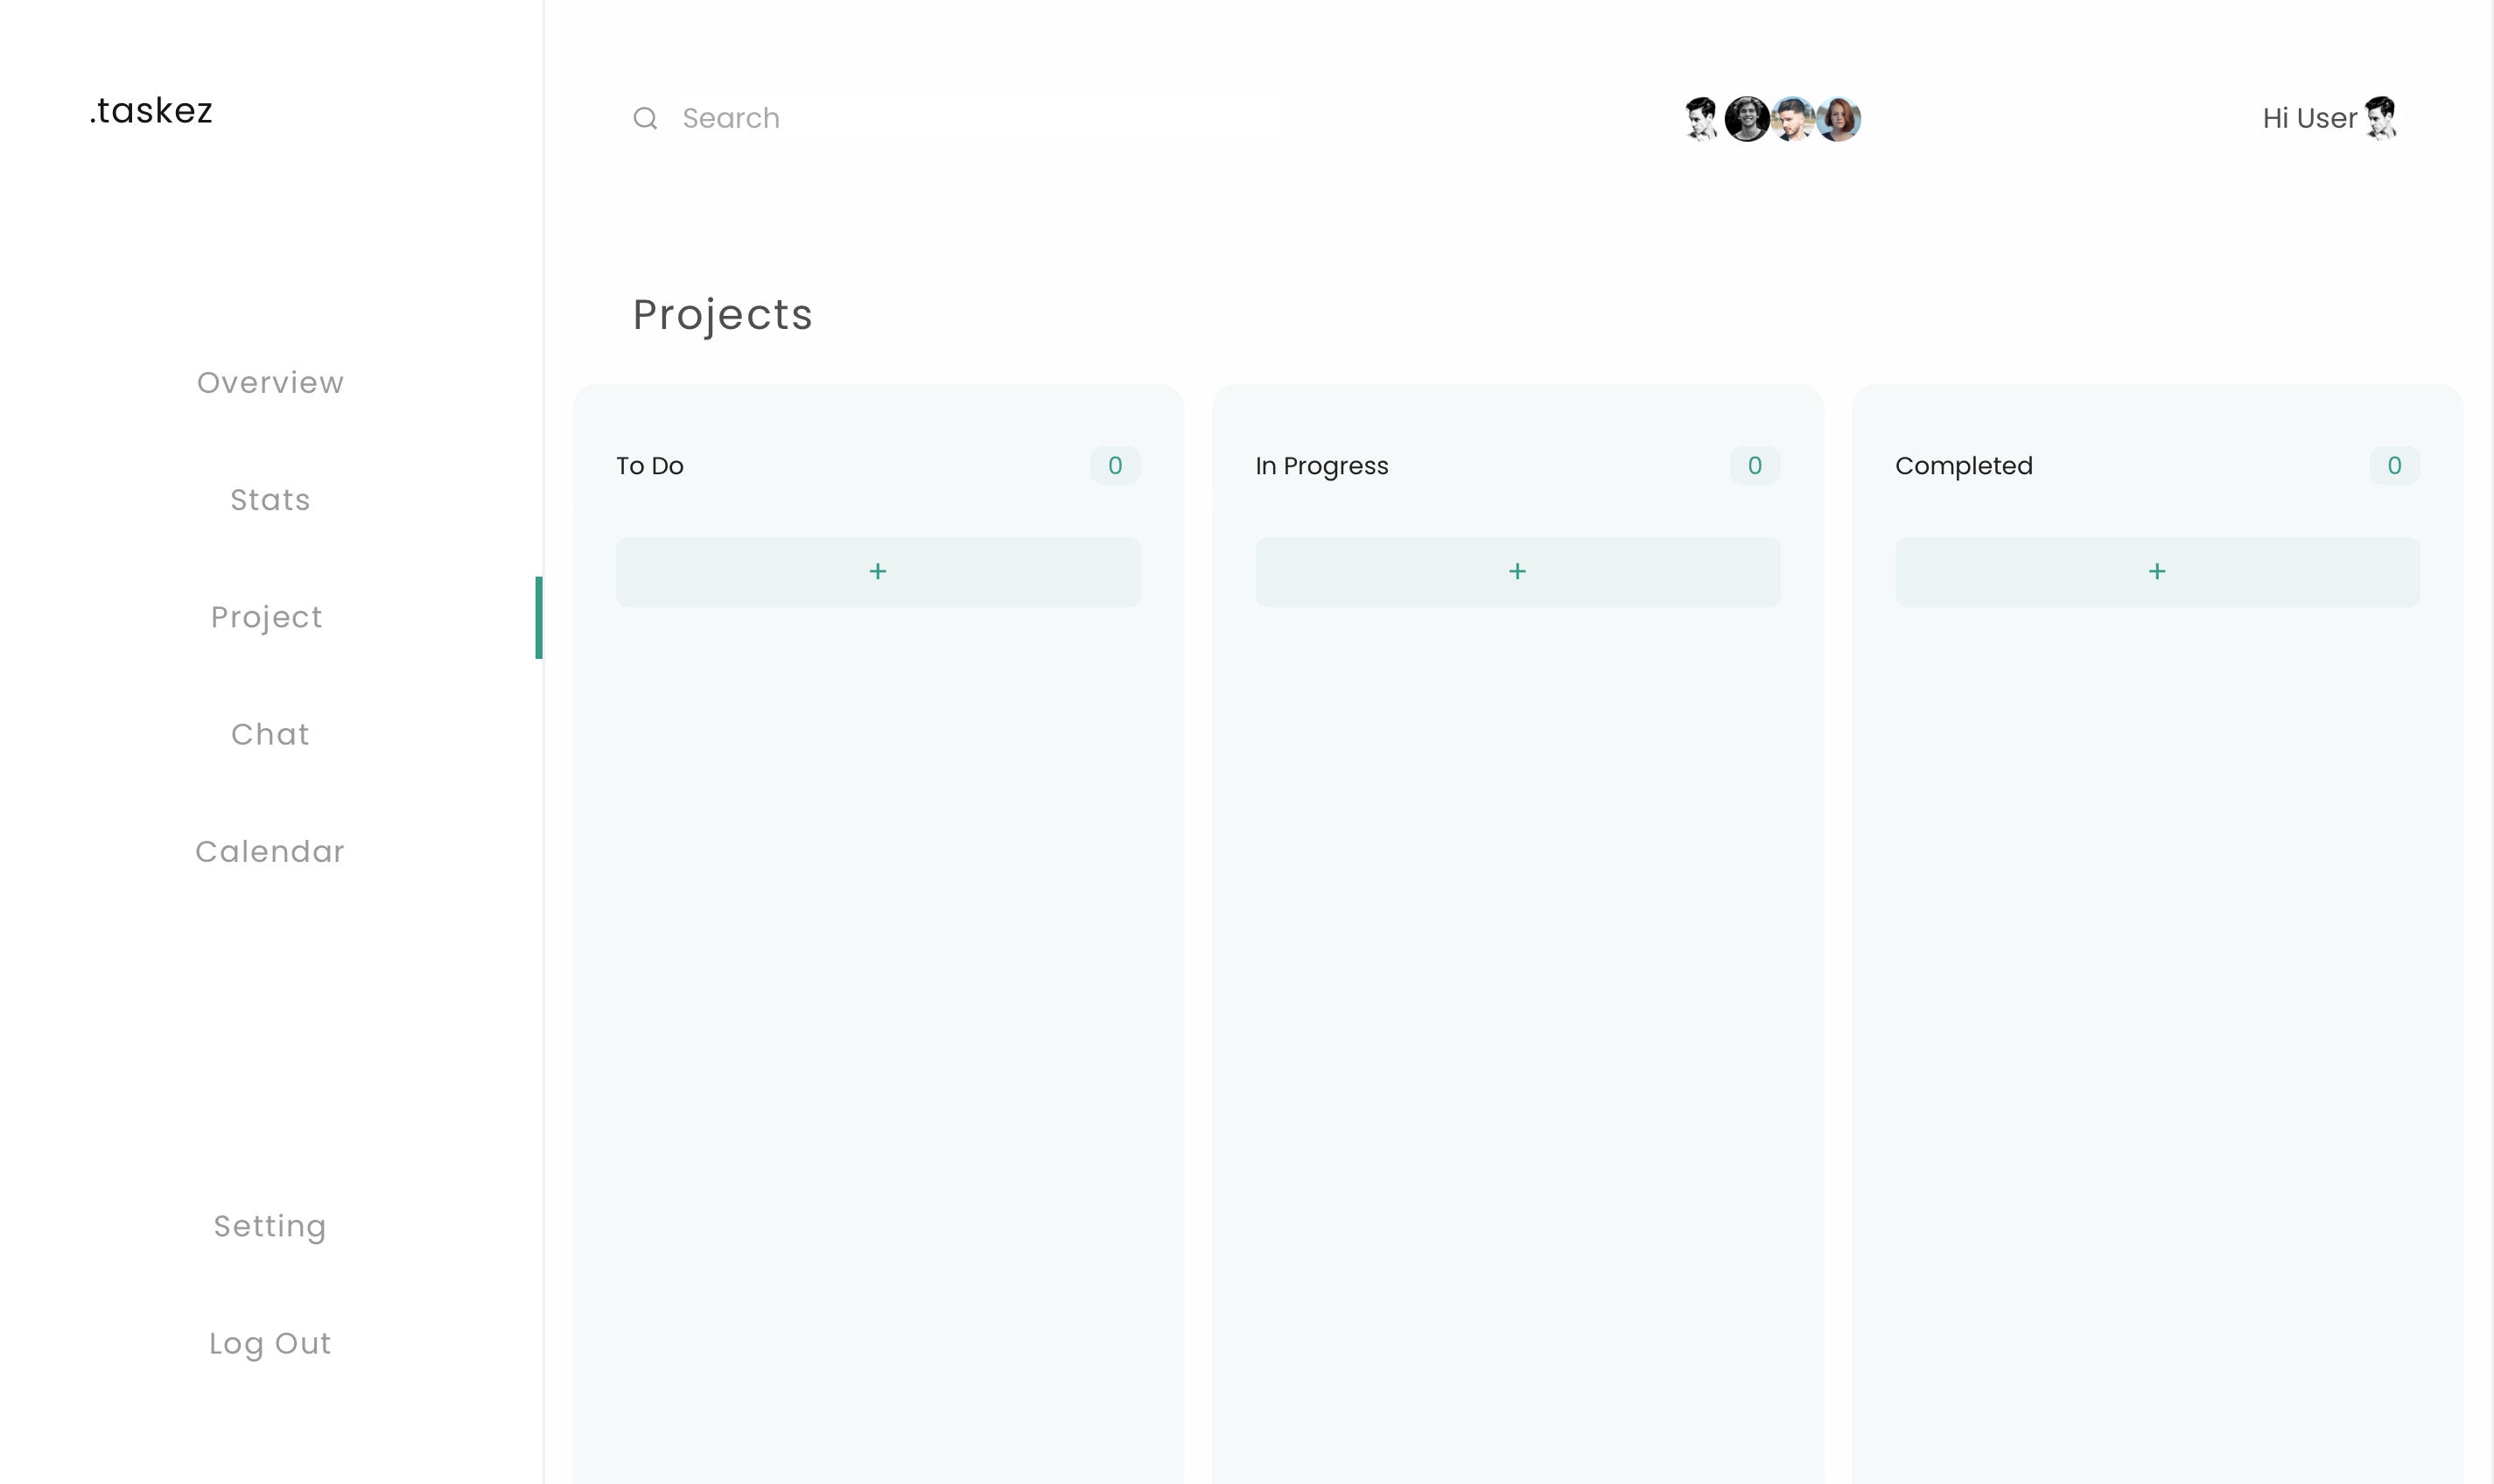 .taskez
Search
Hi User
Projects
Overview
Stats
Project
Chat
Calendar
Setting
Log Out
To Do
0
+
In Progress
0
+
Completed
0
+